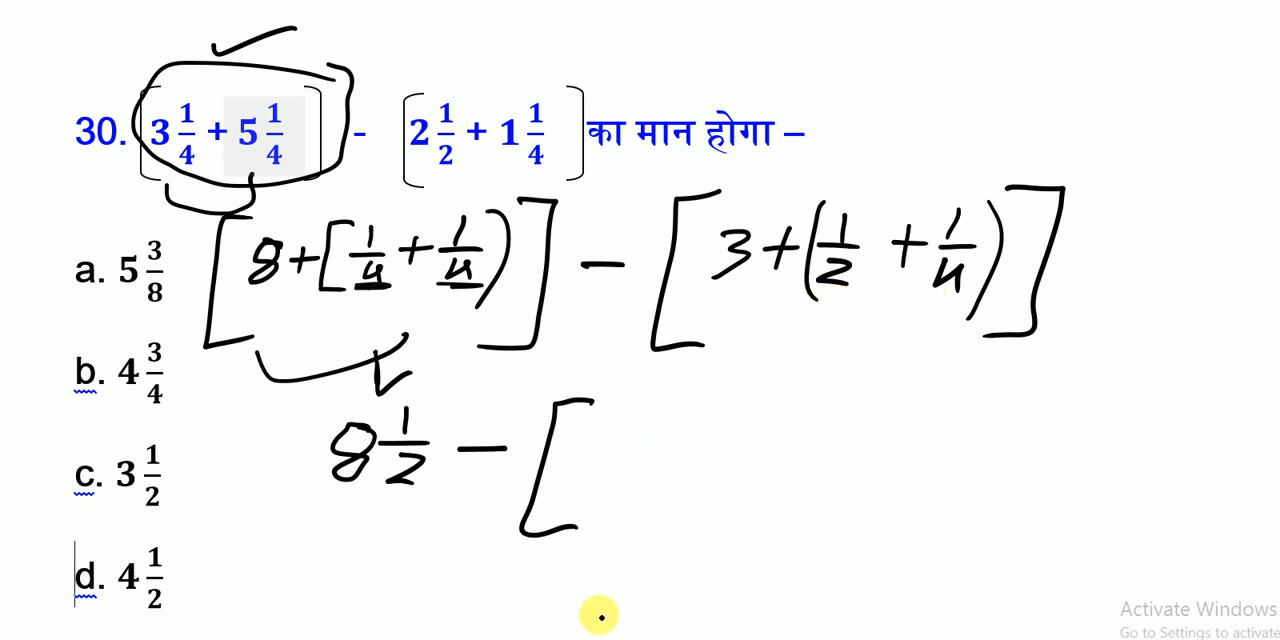 30. [3 1/4 + 5 1/4] - [2 1/2 + 1 1/4] का मान होगा –
[8 + [1/4 + 1/4)] - [3 + (1/2 + 1/4)]
a. 5 3/8
b. 4 3/4
8 1/2 - [
c. 3 1/2
d. 4 1/2
Activate Windows
Go to Settings to activate